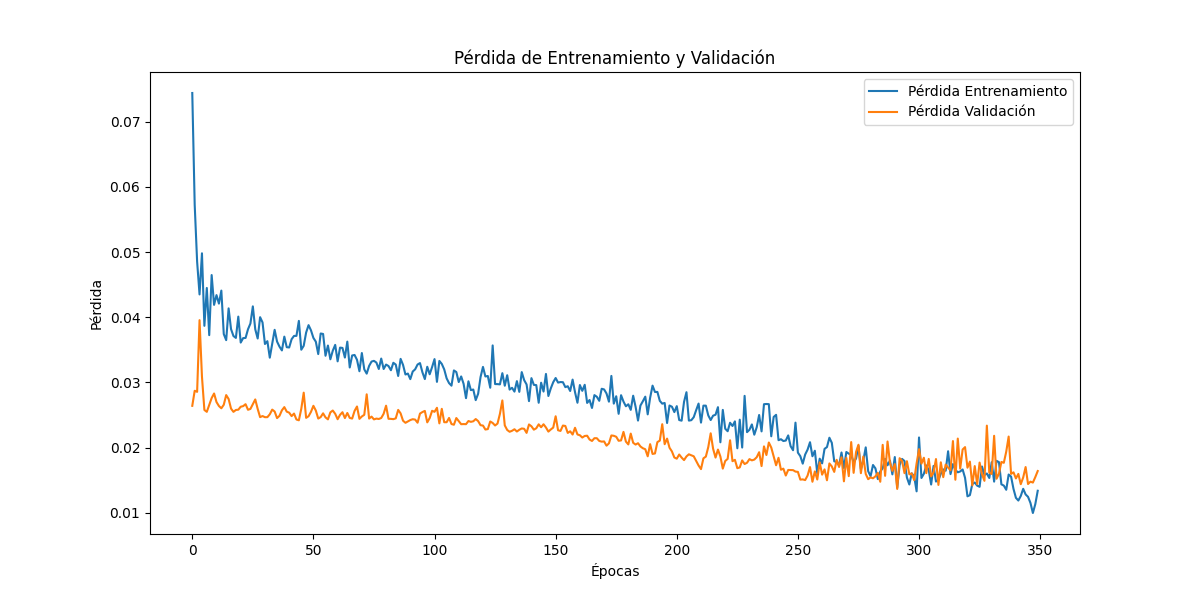 Pérdida de Entrenamiento y Validación
Pérdida Entrenamiento
Pérdida Validación
Pérdida
0.07
0.06
0.05
0.04
0.03
0.02
0.01
0 50 100 150 200 250 300 350
Épocas